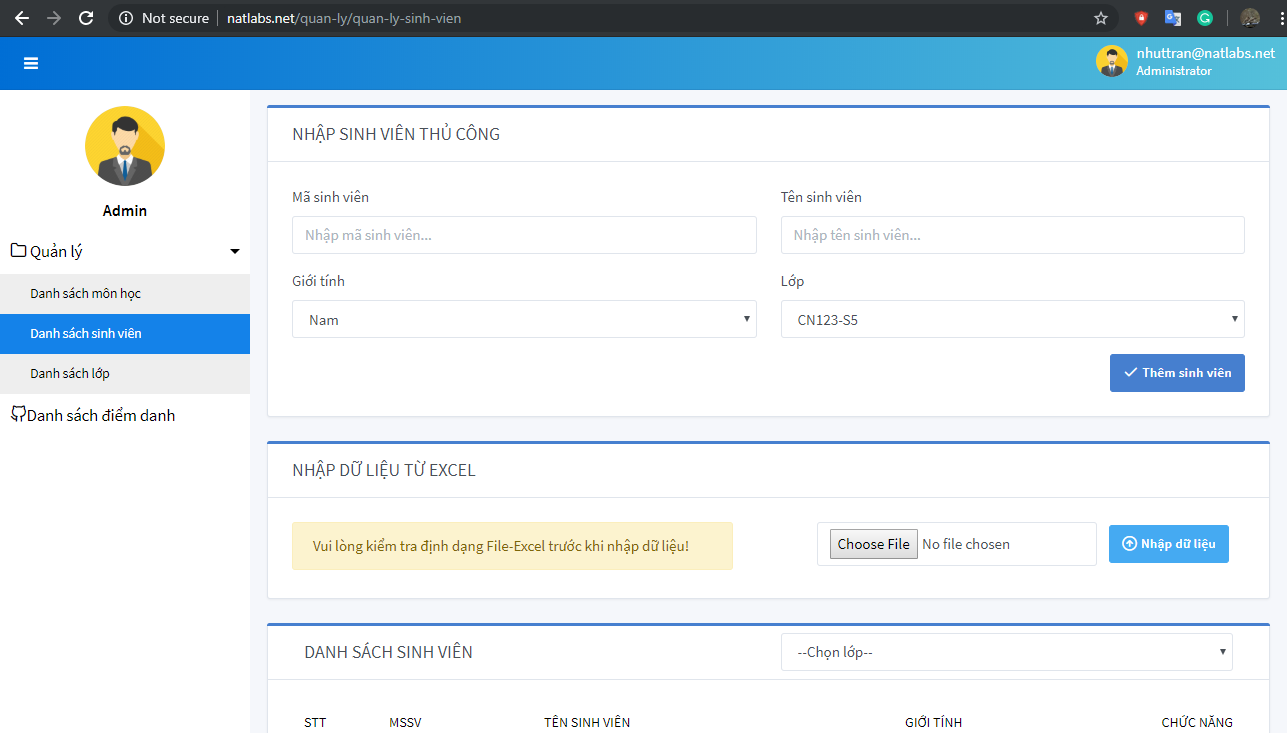 Not secure | natlabs.net/quan-ly/quan-ly-sinh-vien
nhuttran@natlabs.net
Administrator
Admin
Quản lý
Danh sách môn học
Danh sách sinh viên
Danh sách lớp
Danh sách điểm danh
NHẬP SINH VIÊN THỦ CÔNG
Mã sinh viên
Tên sinh viên
Nhập mã sinh viên...
Nhập tên sinh viên...
Giới tính
Lớp
Nam
CN123-S5
Thêm sinh viên
NHẬP DỮ LIỆU TỪ EXCEL
Vui lòng kiểm tra định dạng File-Excel trước khi nhập dữ liệu!
Choose File No file chosen
Nhập dữ liệu
DANH SÁCH SINH VIÊN
--Chọn lớp--
STT MSSV TÊN SINH VIÊN GIỚI TÍNH CHỨC NĂNG